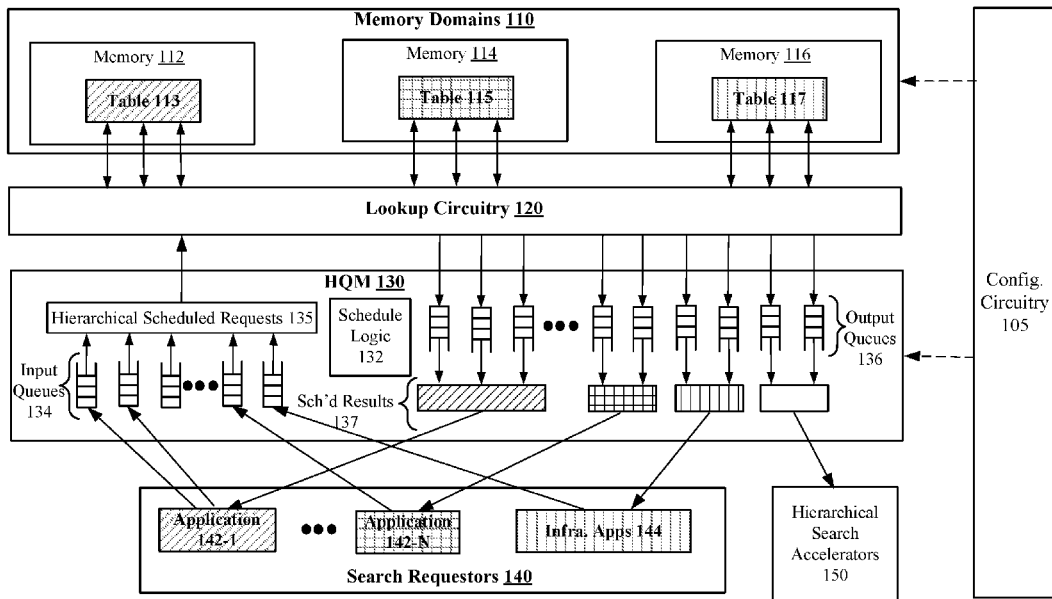 Memory Domains 110
Memory 112
Table 113
Memory 114
Table 115
Memory 116
Table 117
Lookup Circuitry 120
HQM 130
Hierarchical Scheduled Requests 135
Schedule
Logic
132
Input
Queues
134
Output
Queues
136
Sch'd Results
137
Application
142-1
Application
142-N
Infra. Apps 144
Search Requestors 140
Hierarchical
Search
Accelerators
150
Config.
Circuitry
105